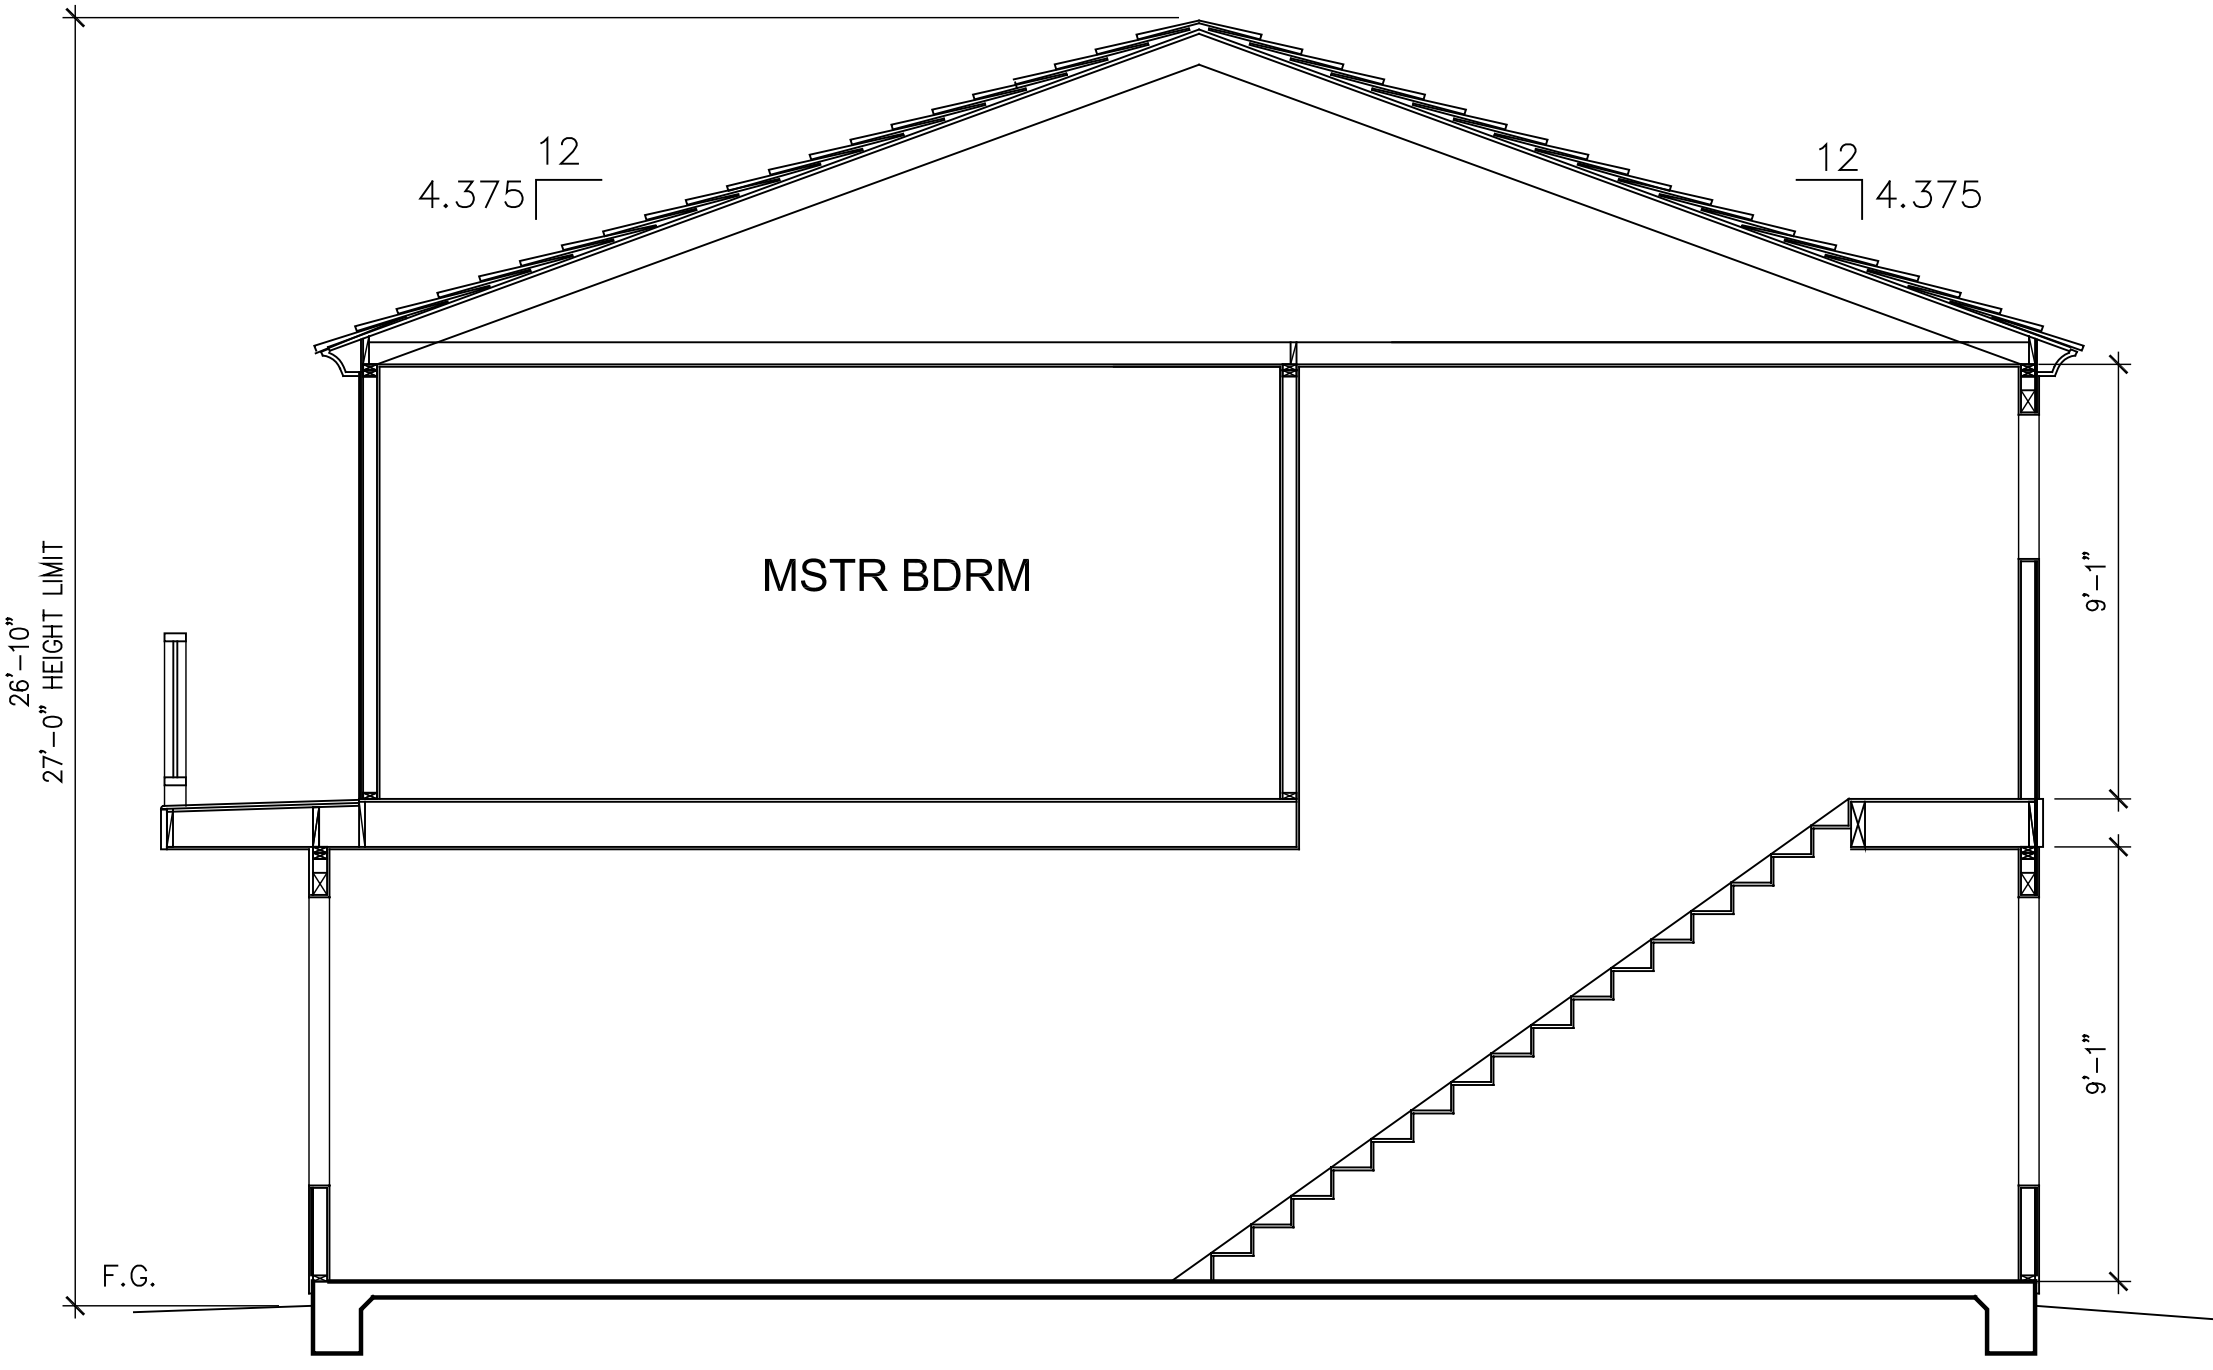 12
4.375
12
4.375
26'-10"
27'-0" HEIGHT LIMIT
MSTR BDRM
9'-1"
9'-1"
F.G.